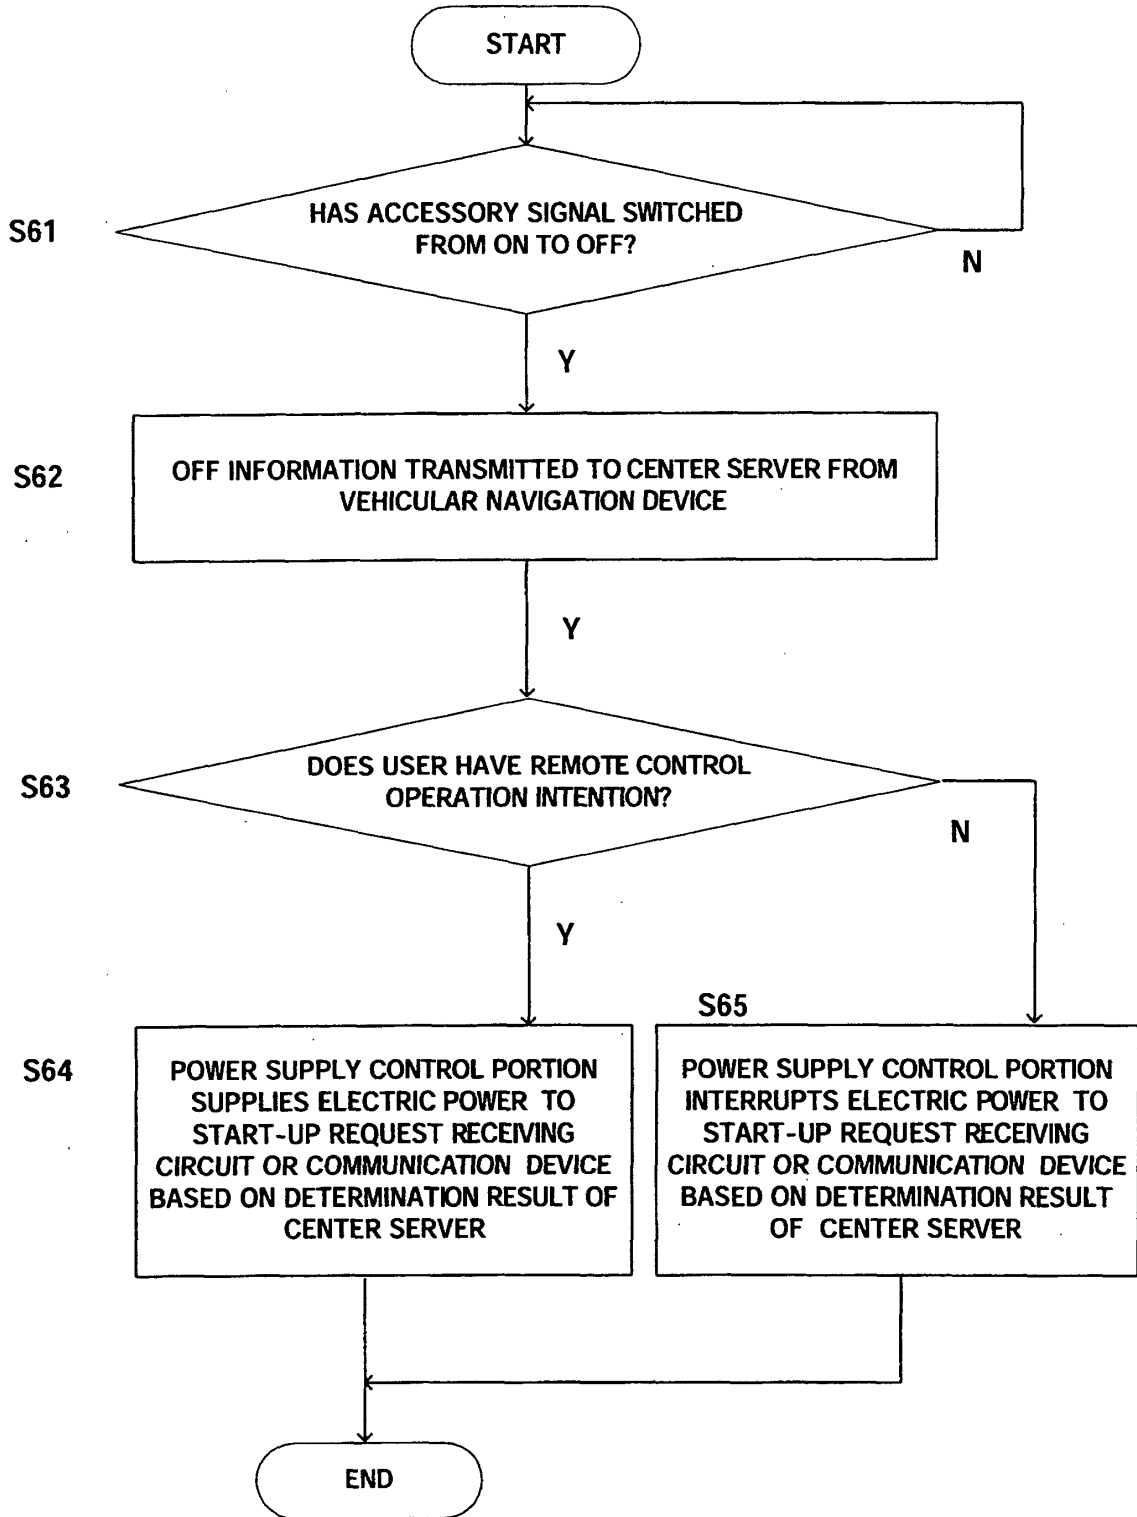 START
S61
HAS ACCESSORY SIGNAL SWITCHED
FROM ON TO OFF?
N
Y
S62
OFF INFORMATION TRANSMITTED TO CENTER SERVER FROM
VEHICULAR NAVIGATION DEVICE
Y
S63
DOES USER HAVE REMOTE CONTROL
OPERATION INTENTION?
N
Y
S64
POWER SUPPLY CONTROL PORTION
SUPPLIES ELECTRIC POWER TO
START-UP REQUEST RECEIVING
CIRCUIT OR COMMUNICATION DEVICE
BASED ON DETERMINATION RESULT OF
CENTER SERVER
S65
POWER SUPPLY CONTROL PORTION
INTERRUPTS ELECTRIC POWER TO
START-UP REQUEST RECEIVING
CIRCUIT OR COMMUNICATION DEVICE
BASED ON DETERMINATION RESULT
OF CENTER SERVER
END